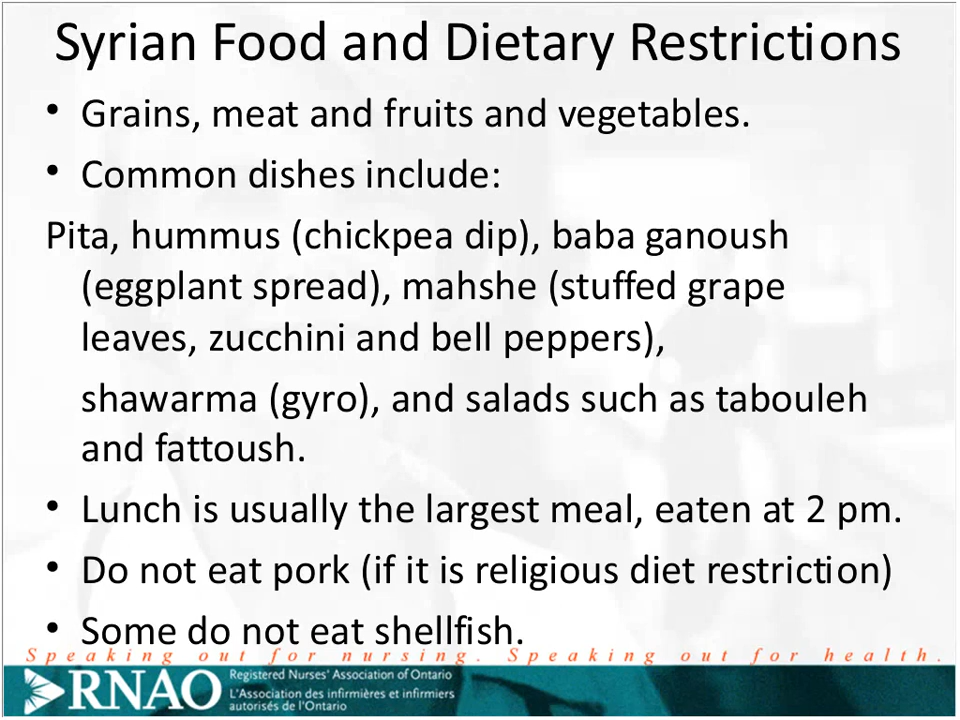 Syrian Food and Dietary Restrictions
• Grains, meat and fruits and vegetables.
• Common dishes include:
Pita, hummus (chickpea dip), baba ganoush
(eggplant spread), mahshe (stuffed grape
leaves, zucchini and bell peppers),
shawarma (gyro), and salads such as tabouleh
and fattoush.
• Lunch is usually the largest meal, eaten at 2 pm.
• Do not eat pork (if it is religious diet restriction)
• Some do not eat shellfish.
Speaking out for nursing. Speaking out for health.
RNAO
Registered Nurses' Association of Ontario
L'Association des infirmières et infirmiers
autorisés de l'Ontario